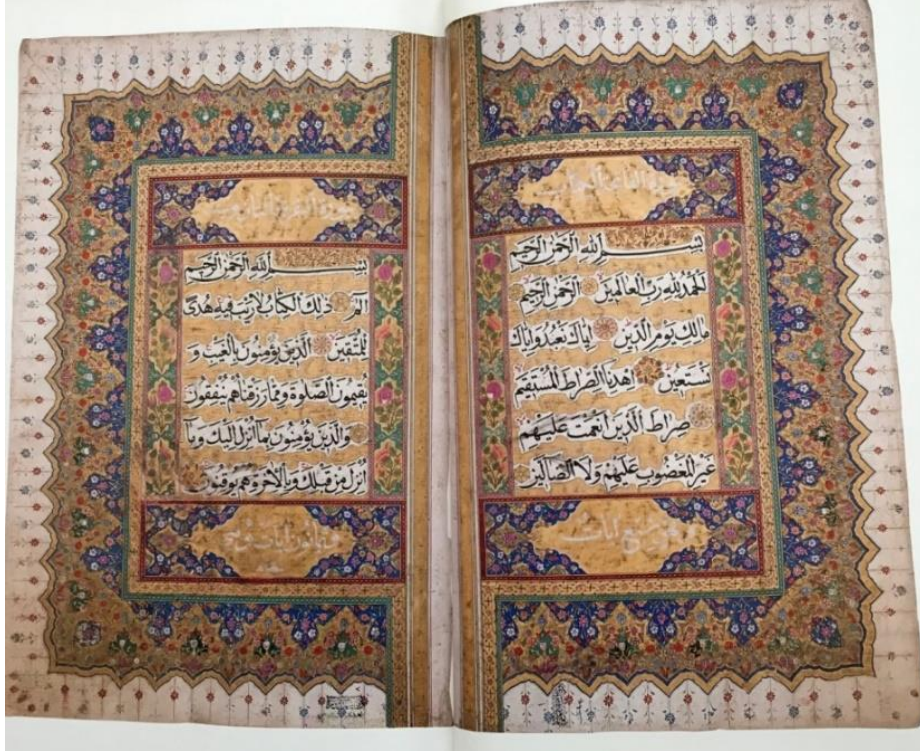 بسم الله الرحمن الرحيم
الحمد لله رب العالمين الرحمن الرحيم
مالك يوم الدين اياك نعبد واياك
نستعين اهدنا الصراط المستقيم
صراط الذين انعمت عليهم
غير المغضوب عليهم ولا الضالين
بسم الله الرحمن الرحيم
الم ذلك الكتاب لا ريب فيه هدى
للمتقين الذين يؤمنون بالغيب و
يقيمون الصلوة ومما رزقناهم ينفقون
والذين يؤمنون بما انزل اليك وما
انزل من قبلك وبالاخرة هم يوقنون